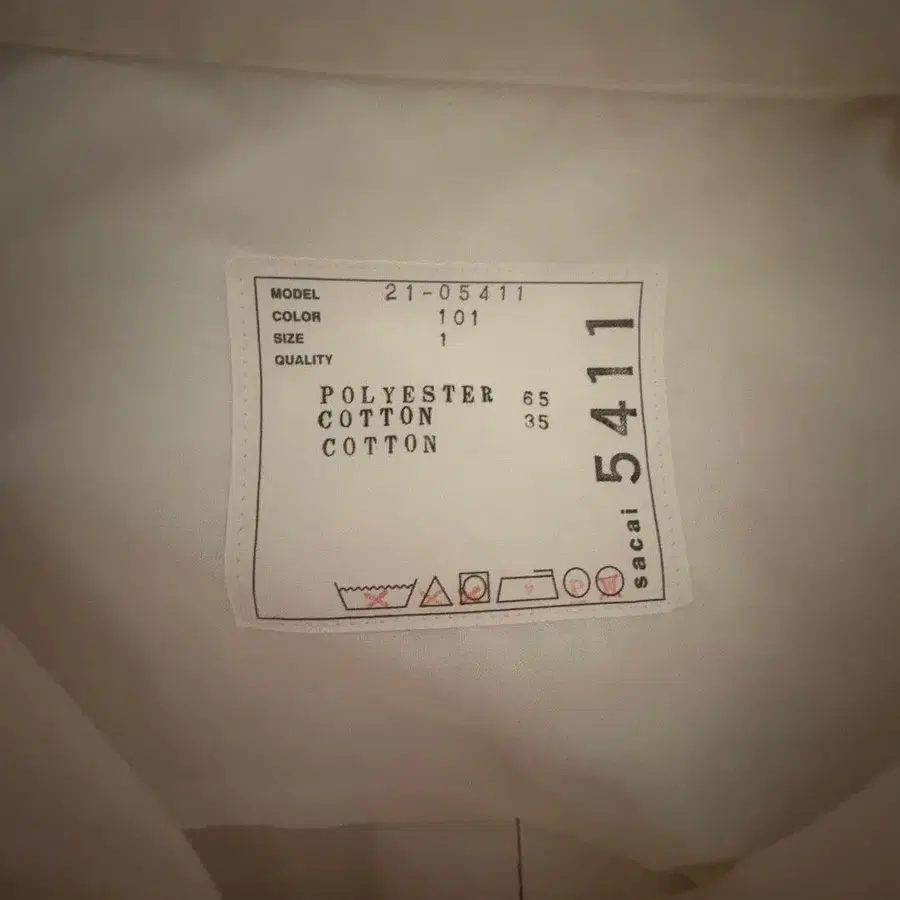 MODEL 21-05411
COLOR 101
SIZE 1
QUALITY
POLYESTER 65
COTTON 35
COTTON
sacai 5411
P